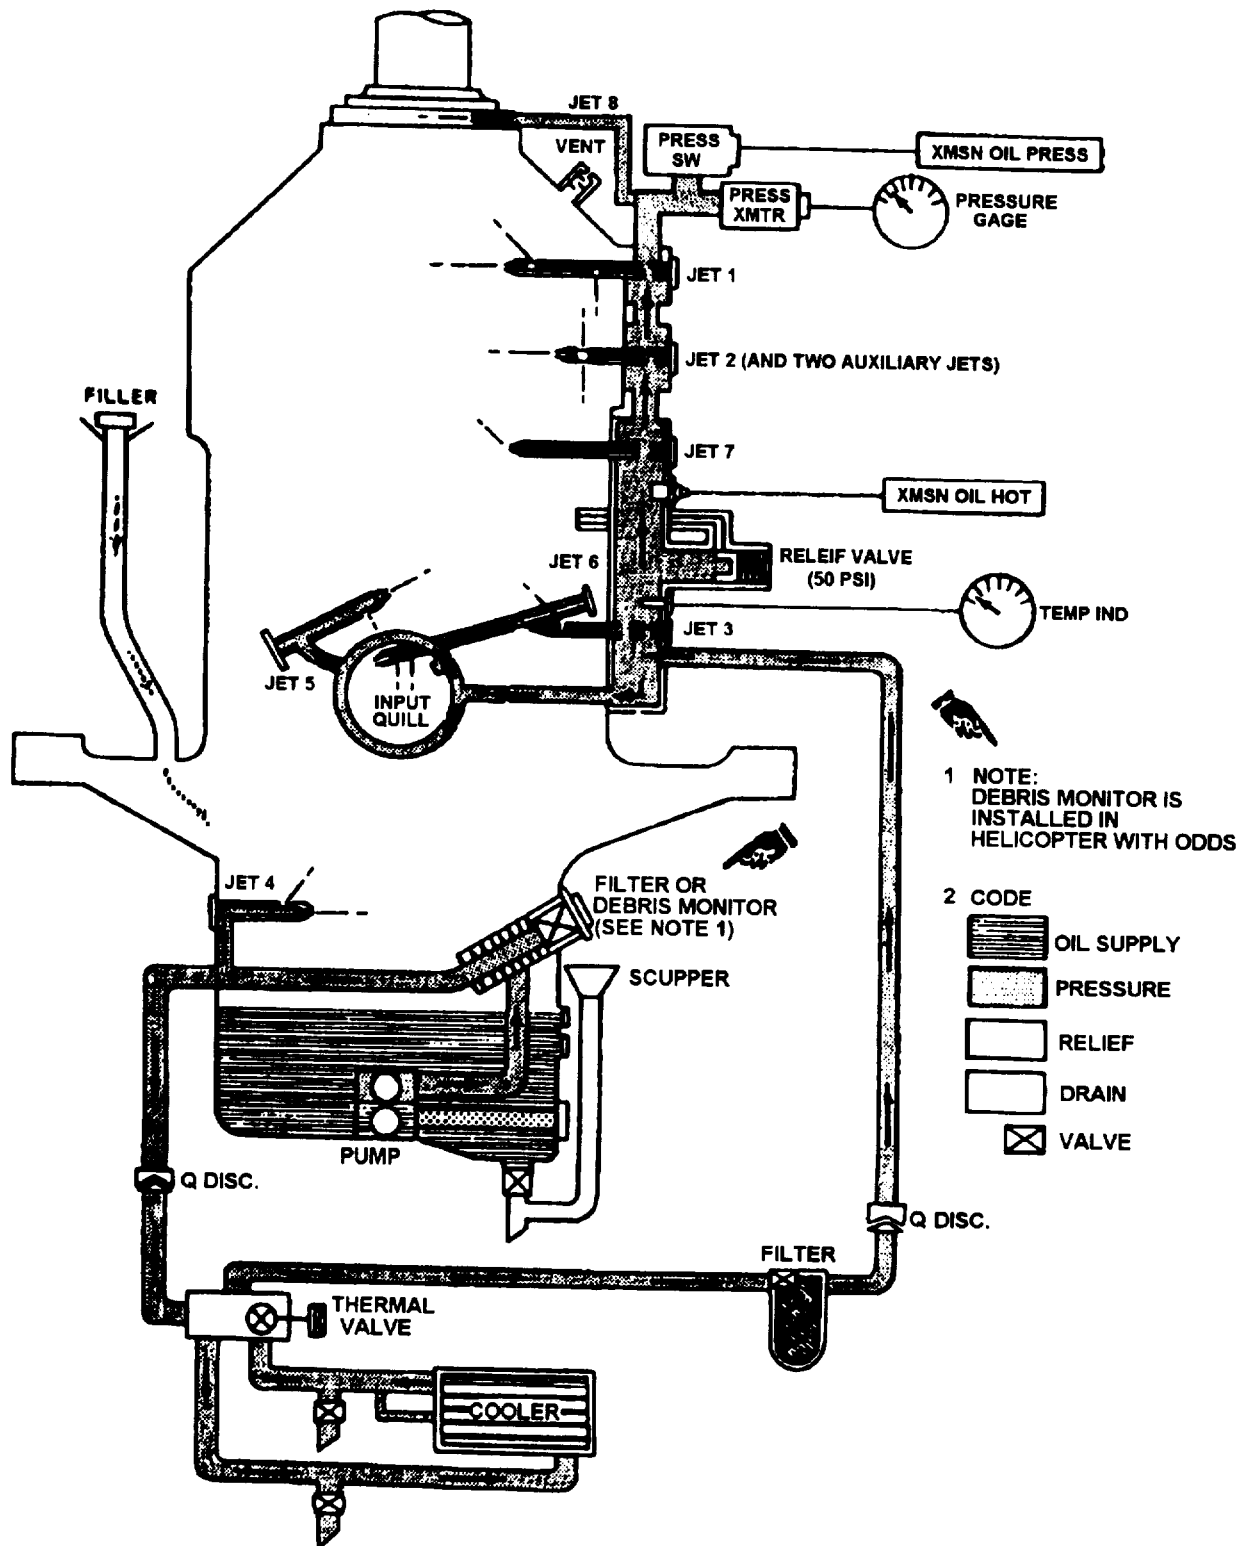 JET 8
VENT
PRESS
SW
XMSN OIL PRESS
PRESS
XMTR
PRESSURE
GAGE
JET 1
JET 2 (AND TWO AUXILIARY JETS)
FILLER
JET 7
XMSN OIL HOT
JET 6
RELEIF VALVE
(50 PSI)
TEMP IND
JET 3
JET 5
INPUT
QUILL
1 NOTE:
DEBRIS MONITOR IS
INSTALLED IN
HELICOPTER WITH ODDS
JET 4
FILTER OR
DEBRIS MONITOR
(SEE NOTE 1)
2 CODE
OIL SUPPLY
SCUPPER
PRESSURE
RELIEF
DRAIN
VALVE
PUMP
Q DISC.
Q DISC.
FILTER
THERMAL
VALVE
COOLER